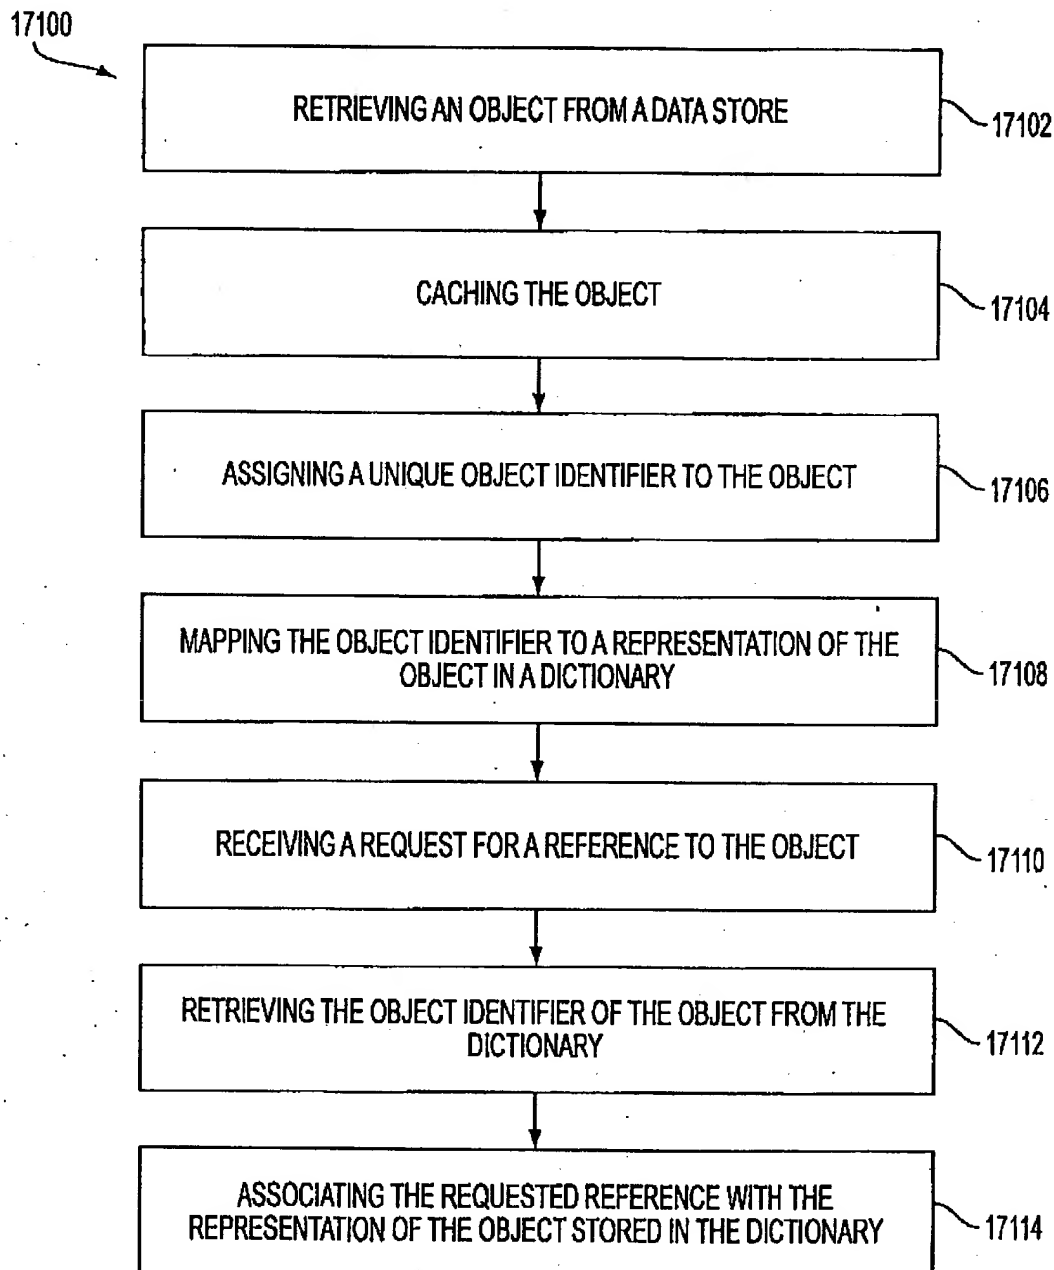 17100
RETRIEVING AN OBJECT FROM A DATA STORE
17102
CACHING THE OBJECT
17104
ASSIGNING A UNIQUE OBJECT IDENTIFIER TO THE OBJECT
17106
MAPPING THE OBJECT IDENTIFIER TO A REPRESENTATION OF THE
OBJECT IN A DICTIONARY
17108
RECEIVING A REQUEST FOR A REFERENCE TO THE OBJECT
17110
RETRIEVING THE OBJECT IDENTIFIER OF THE OBJECT FROM THE
DICTIONARY
17112
ASSOCIATING THE REQUESTED REFERENCE WITH THE
REPRESENTATION OF THE OBJECT STORED IN THE DICTIONARY
17114